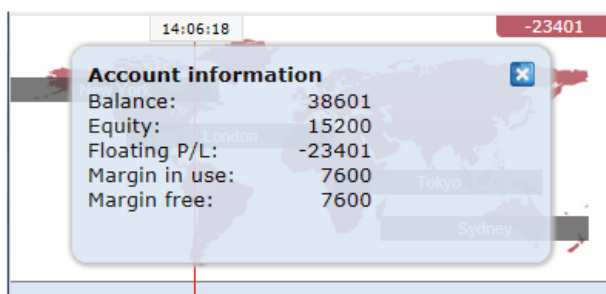 14:06:18
-23401
Account information
New York
Balance: 38601
Equity: 15200
London
Floating P/L: -23401
Margin in use: 7600
Tokyo
Margin free: 7600
Sydney